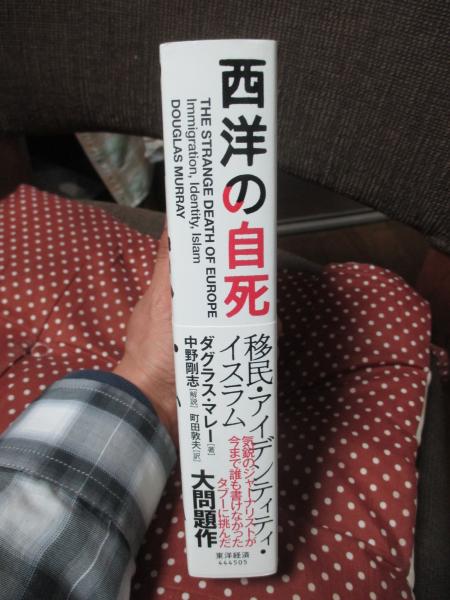 西洋の自死
THE STRANGE DEATH OF EUROPE
Immigration, Identity, Islam
DOUGLAS MURRAY
移民・アイデンティティ・
イスラム
ダグラス・マレー[著]
中野剛志[解説] 町田敦夫[訳]
気鋭のジャーナリストが
今まで誰も書けなかった
タブーに挑んだ
大問題作
東洋経済
444505